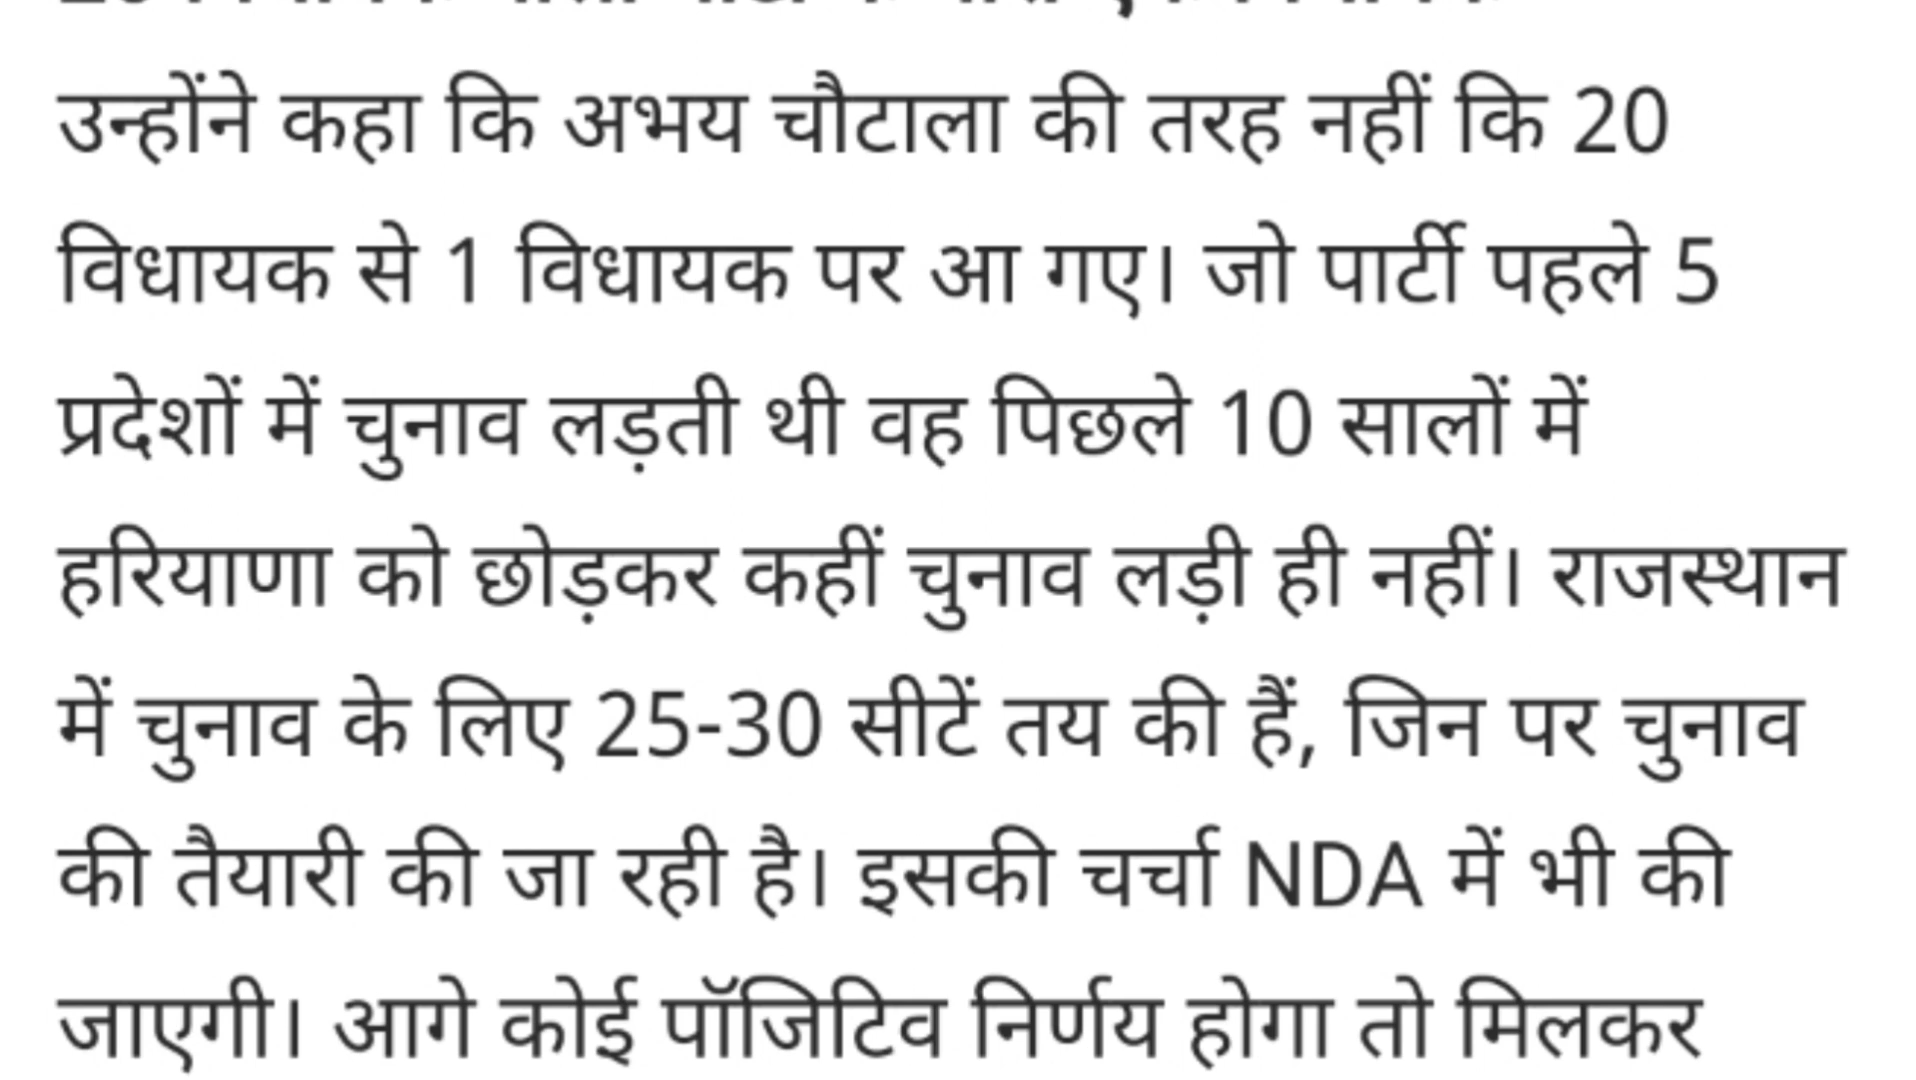 उन्होंने कहा कि अभय चौटाला की तरह नहीं कि 20
विधायक से 1 विधायक पर आ गए। जो पार्टी पहले 5
प्रदेशों में चुनाव लड़ती थी वह पिछले 10 सालों में
हरियाणा को छोड़कर कहीं चुनाव लड़ी ही नहीं। राजस्थान
में चुनाव के लिए 25-30 सीटें तय की हैं, जिन पर चुनाव
की तैयारी की जा रही है। इसकी चर्चा NDA में भी की
जाएगी। आगे कोई पॉजिटिव निर्णय होगा तो मिलकर